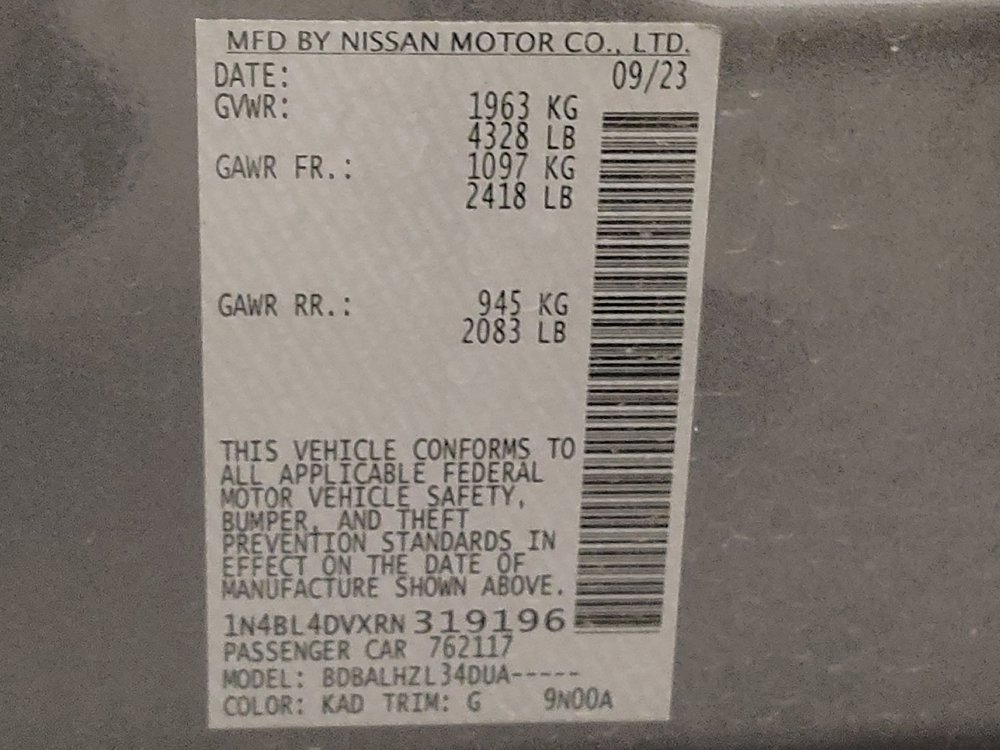 MFD BY NISSAN MOTOR CO., LTD.
DATE: 09/23
GVWR: 1963 KG
4328 LB
GAWR FR.: 1097 KG
2418 LB
GAWR RR.: 945 KG
2083 LB
THIS VEHICLE CONFORMS TO
ALL APPLICABLE FEDERAL
MOTOR VEHICLE SAFETY,
BUMPER, AND THEFT
PREVENTION STANDARDS IN
EFFECT ON THE DATE OF
MANUFACTURE SHOWN ABOVE.
1N4BL4DVXRN 319196
PASSENGER CAR 762117
MODEL: BDBALHZL34DUA-----
COLOR: KAD TRIM: G 9N00A